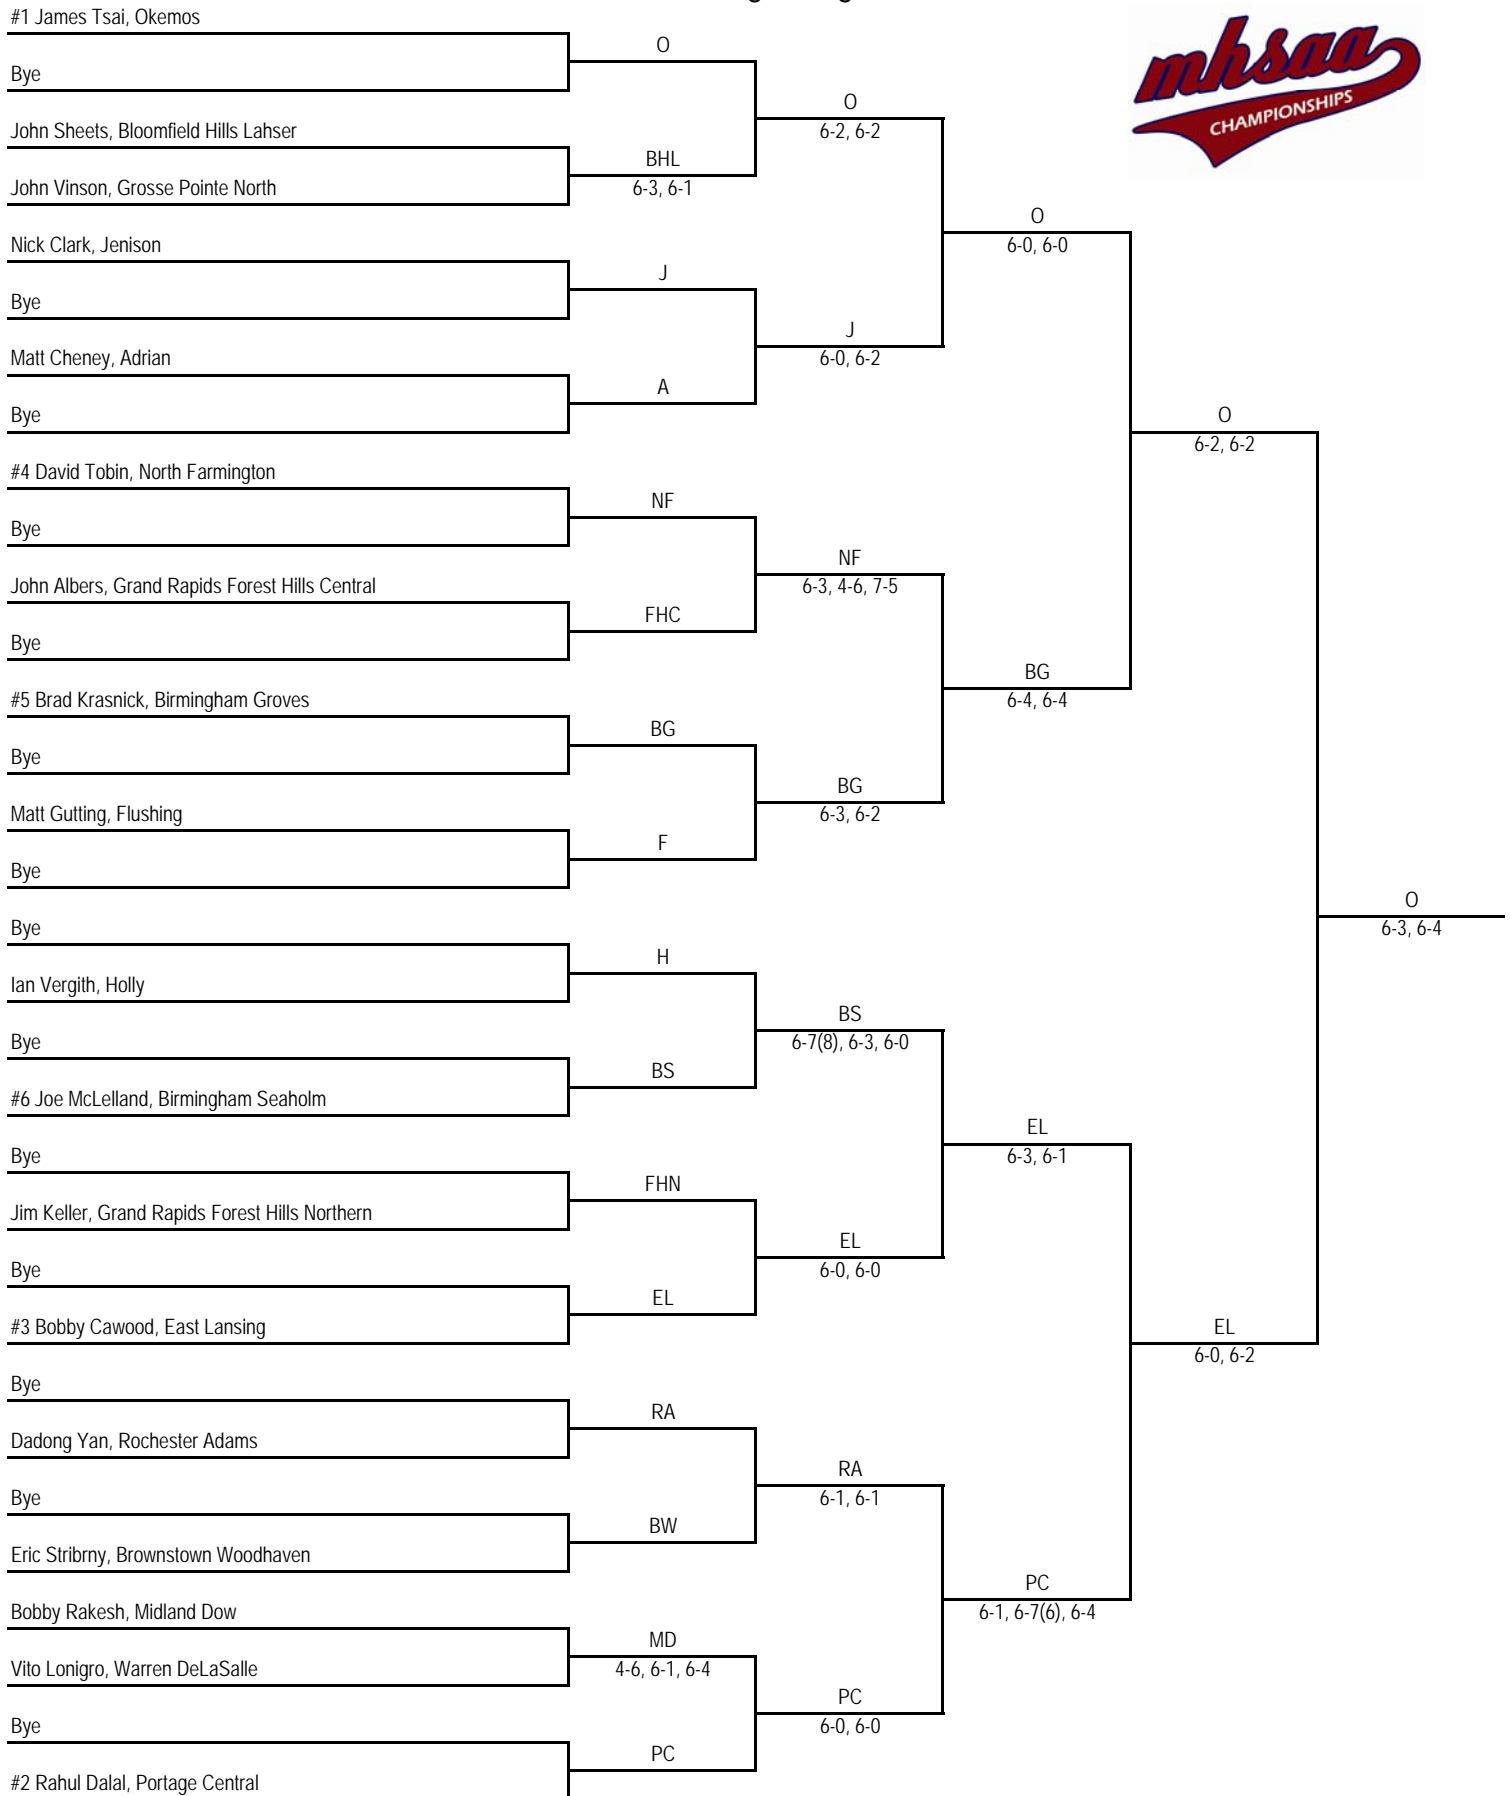 #1 James Tsai, Okemos
O
Bye
O
6-2, 6-2
John Sheets, Bloomfield Hills Lahser
BHL
6-3, 6-1
John Vinson, Grosse Pointe North
O
6-0, 6-0
Nick Clark, Jenison
J
Bye
J
6-0, 6-2
Matt Cheney, Adrian
A
Bye
O
6-2, 6-2
#4 David Tobin, North Farmington
NF
Bye
NF
6-3, 4-6, 7-5
John Albers, Grand Rapids Forest Hills Central
FHC
Bye
BG
6-4, 6-4
#5 Brad Krasnick, Birmingham Groves
BG
Bye
BG
6-3, 6-2
Matt Gutting, Flushing
F
Bye
O
6-3, 6-4
Bye
H
Ian Vergith, Holly
BS
6-7(8), 6-3, 6-0
Bye
BS
#6 Joe McLelland, Birmingham Seaholm
EL
6-3, 6-1
Bye
FHN
Jim Keller, Grand Rapids Forest Hills Northern
EL
6-0, 6-0
Bye
EL
#3 Bobby Cawood, East Lansing
EL
6-0, 6-2
Bye
RA
Dadong Yan, Rochester Adams
RA
6-1, 6-1
Bye
BW
Eric Stribrny, Brownstown Woodhaven
PC
6-1, 6-7(6), 6-4
Bobby Rakesh, Midland Dow
MD
4-6, 6-1, 6-4
Vito Lonigro, Warren DeLaSalle
PC
6-0, 6-0
Bye
PC
#2 Rahul Dalal, Portage Central
mhsaa
CHAMPIONSHIPS